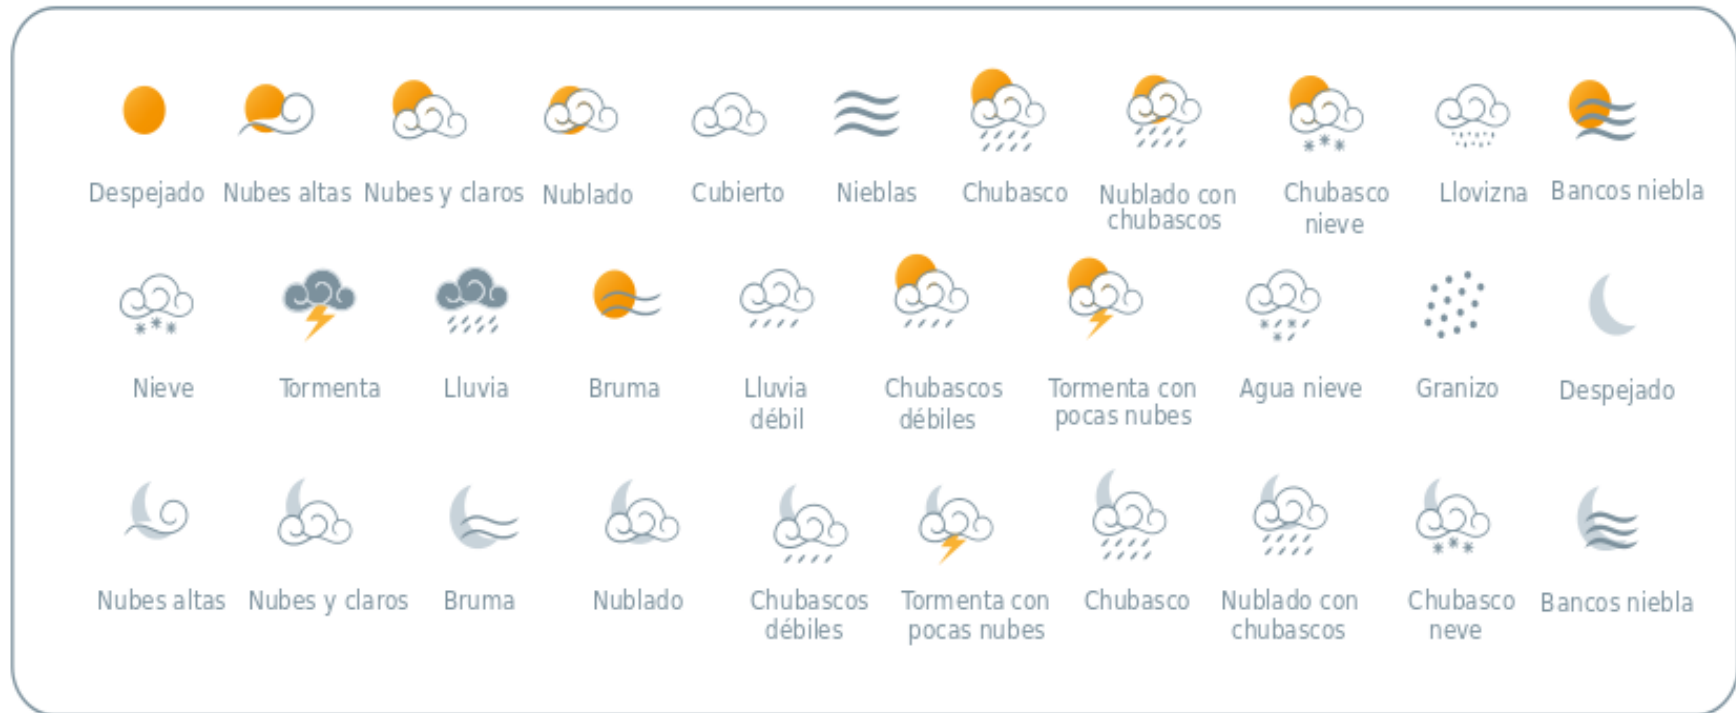 Despejado Nubes altas Nubes y claros Nublado Cubierto Nieblas Chubasco Nublado con Chubasco Llovizna Bancos niebla
chubascos nieve
Nieve Tormenta Lluvia Bruma Lluvia Chubascos Tormenta con Agua nieve Granizo Despejado
débil débiles pocas nubes
Nubes altas Nubes y claros Bruma Nublado Chubascos Tormenta con Chubasco Nublado con Chubasco Bancos niebla
débiles pocas nubes chubascos neve